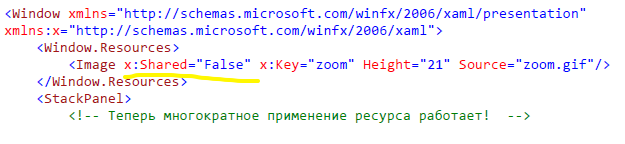 <Window xmlns="http://schemas.microsoft.com/winfx/2006/xaml/presentation"
xmlns:x="http://schemas.microsoft.com/winfx/2006/xaml">
<Window.Resources>
<Image x:Shared="False" x:Key="zoom" Height="21" Source="zoom.gif"/>
</Window.Resources>
<StackPanel>
<!-- Теперь многократное применение ресурса работает!  -->